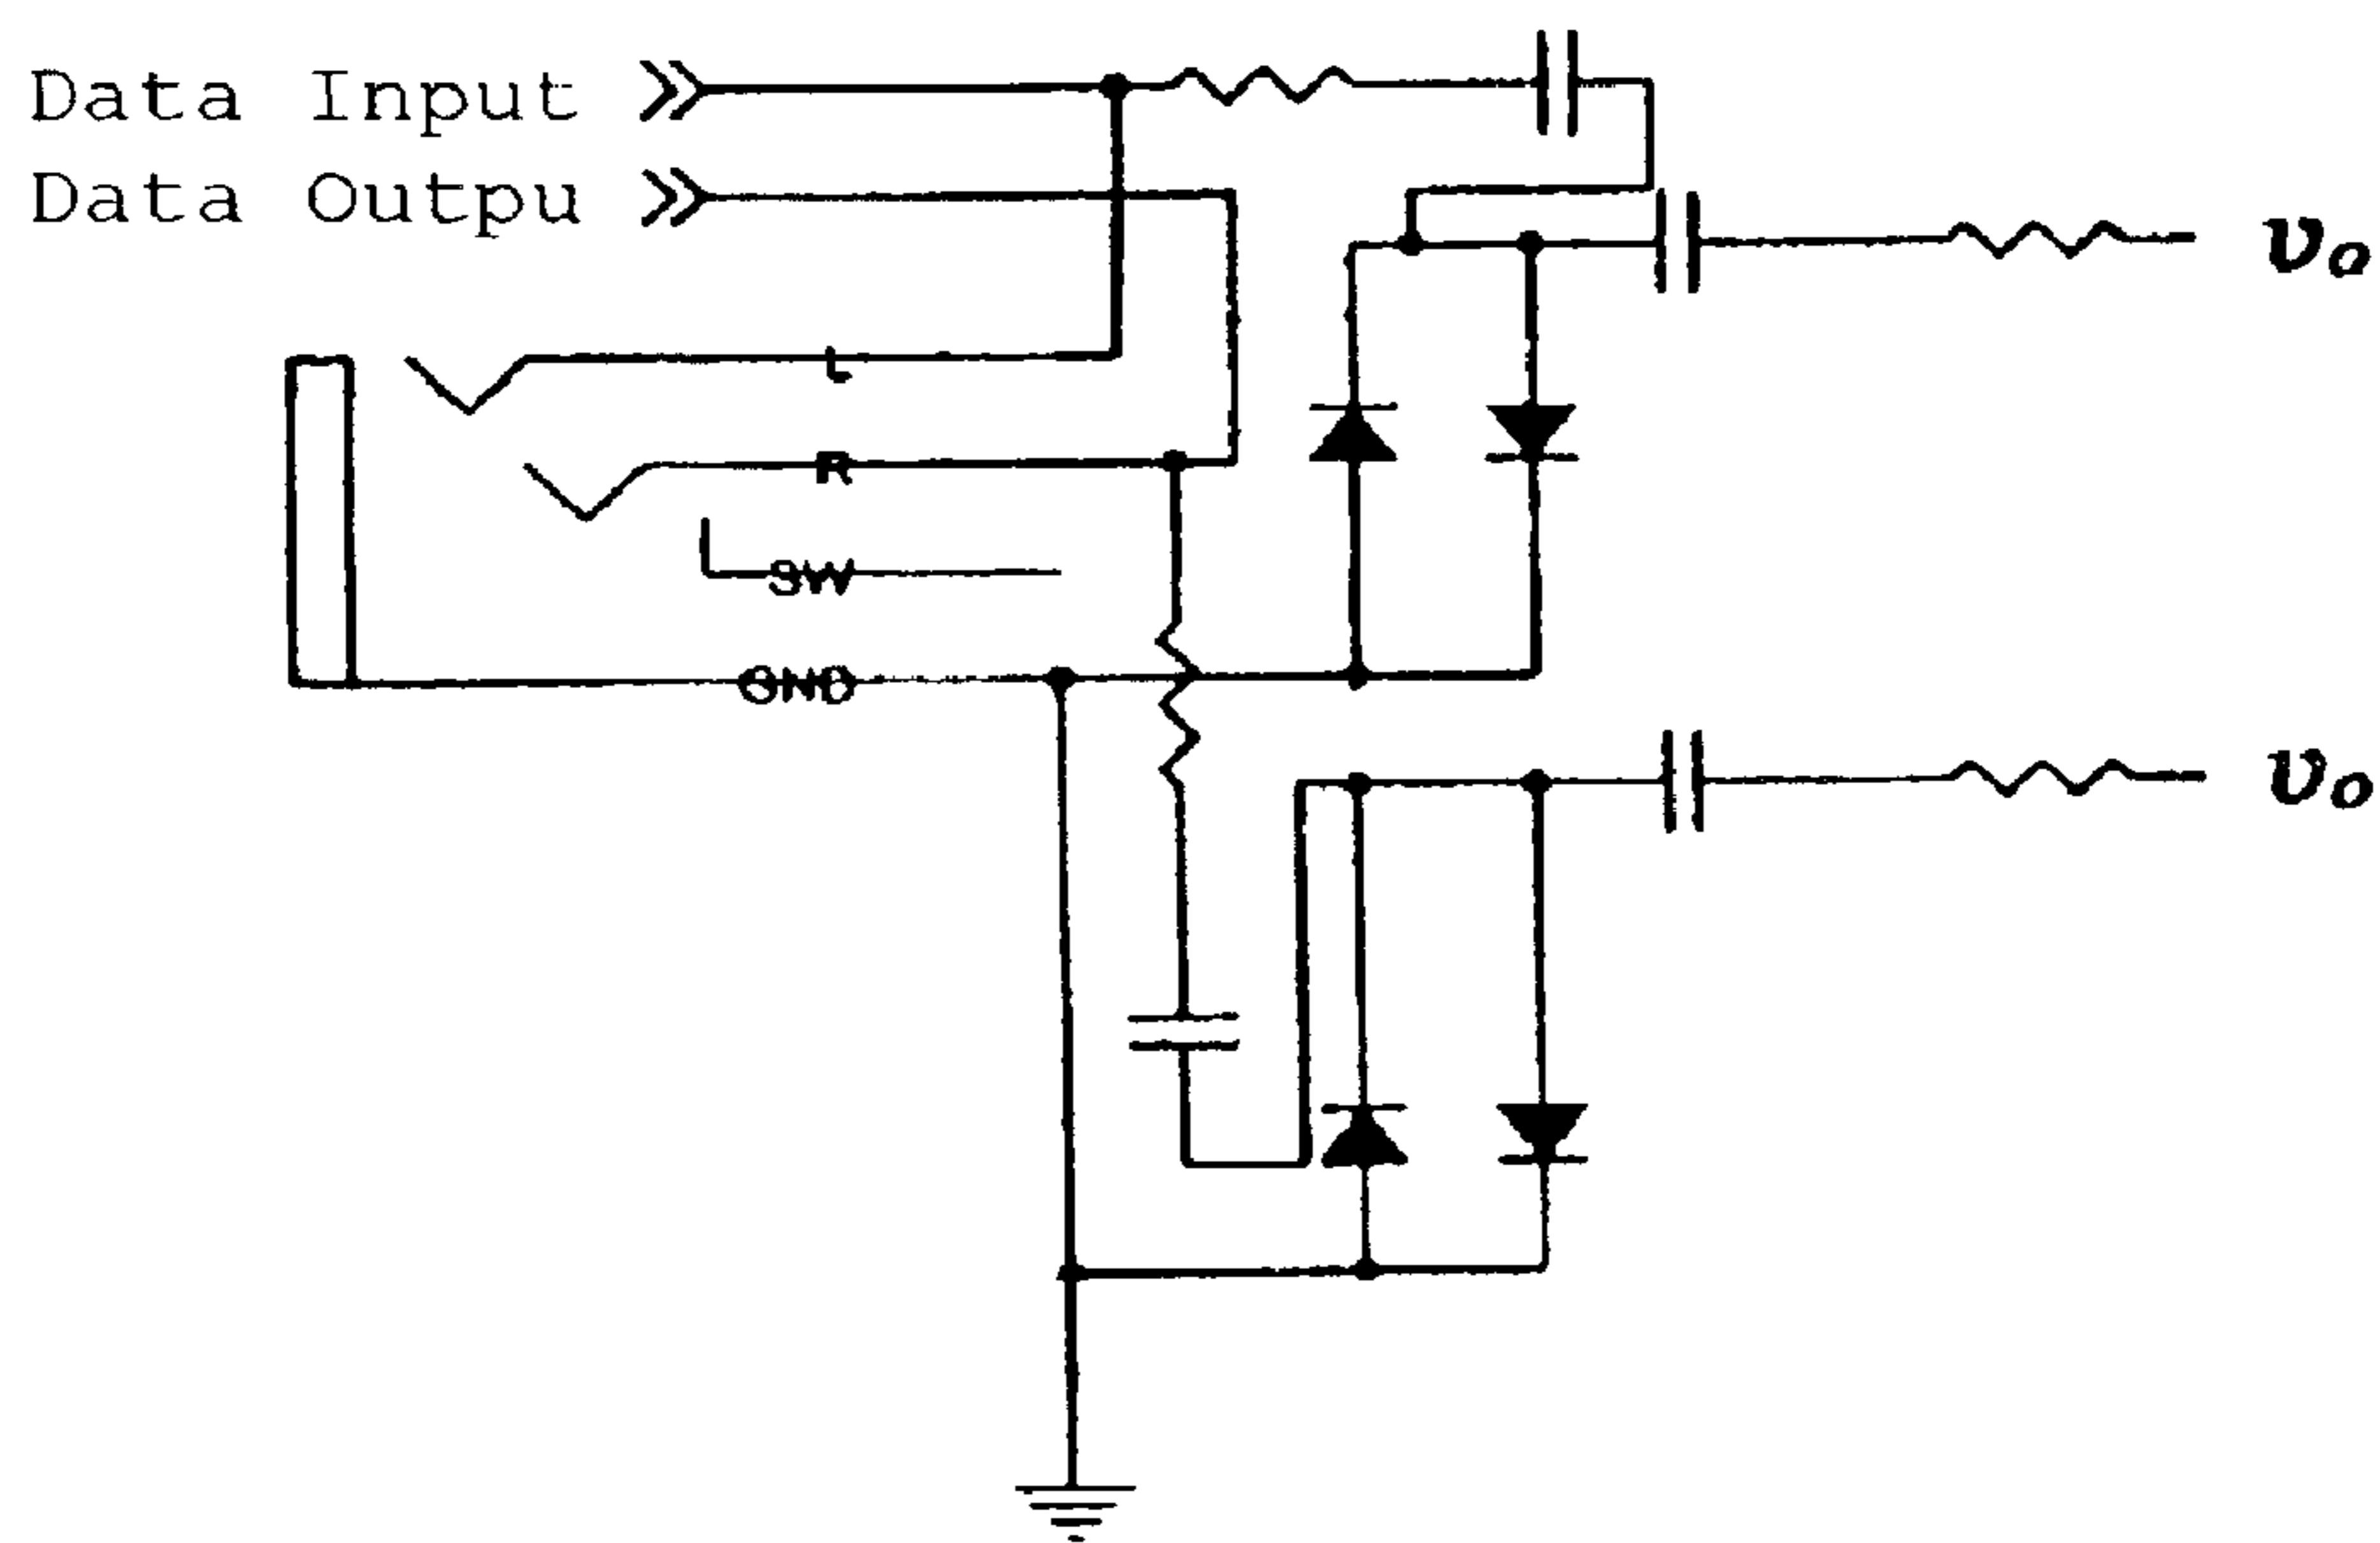 Data Input
Data Outpu
vo
L
R
SW
GND
vo